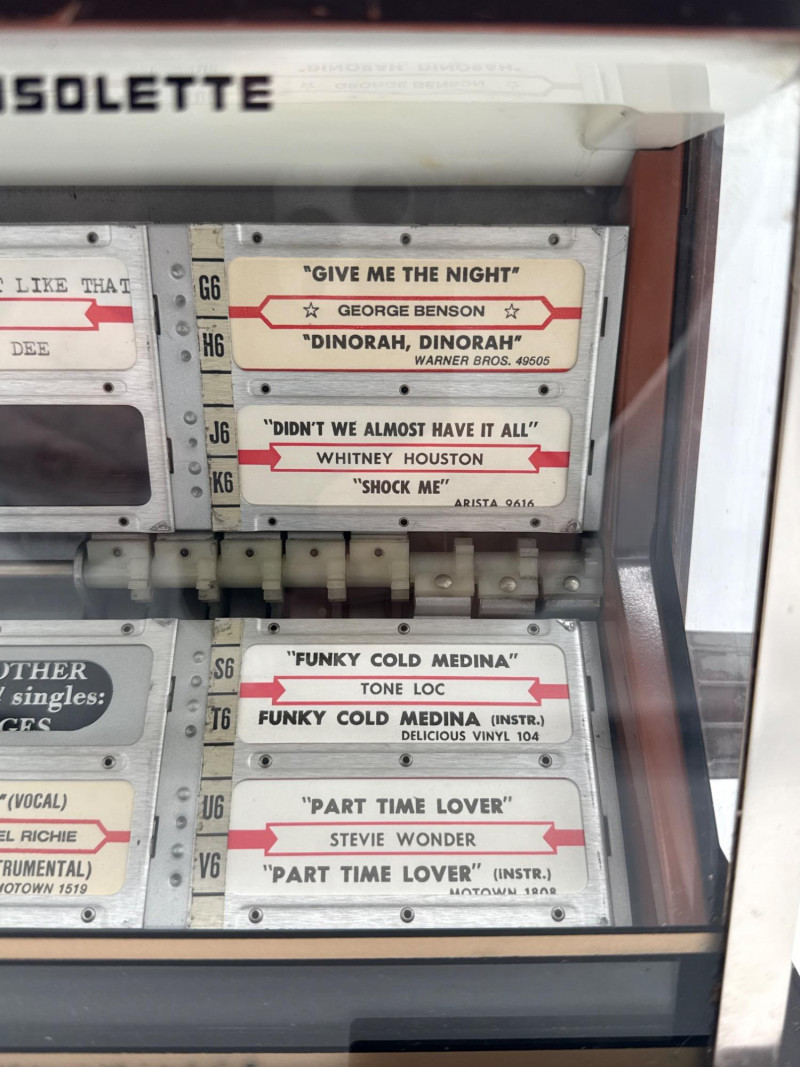 ISOLETTE
T LIKE THAT
DEE
G6
H6
"GIVE ME THE NIGHT"
☆ GEORGE BENSON ☆
"DINORAH, DINORAH"
WARNER BROS. 49505
J6
K6
"DIDN'T WE ALMOST HAVE IT ALL"
WHITNEY HOUSTON
"SHOCK ME"
ARISTA 9616
OTHER
singles:
GES
S6
T6
"FUNKY COLD MEDINA"
TONE LOC
FUNKY COLD MEDINA (INSTR.)
DELICIOUS VINYL 104
" (VOCAL)
EL RICHIE
TRUMENTAL)
MOTOWN 1519
U6
V6
"PART TIME LOVER"
STEVIE WONDER
"PART TIME LOVER" (INSTR.)
MOTOWN 1808